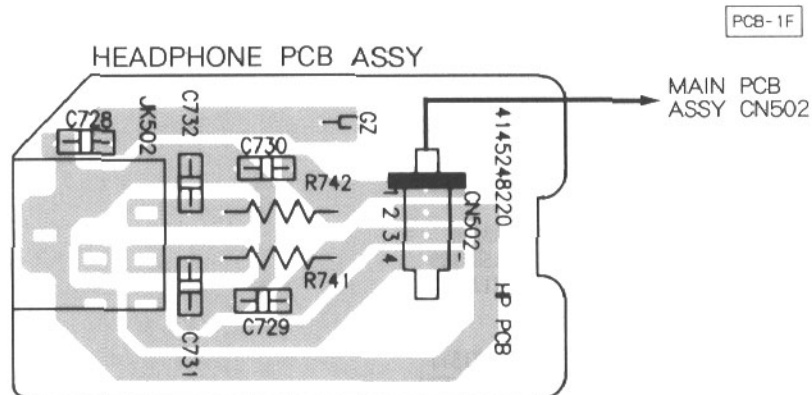 PCB-1F
HEADPHONE PCB ASSY
MAIN PCB
ASSY CN502
C728
JK502
C732
C730
GZ
R742
1
2
3
4
CN502
4145248220
R741
C729
C731
HP PCB